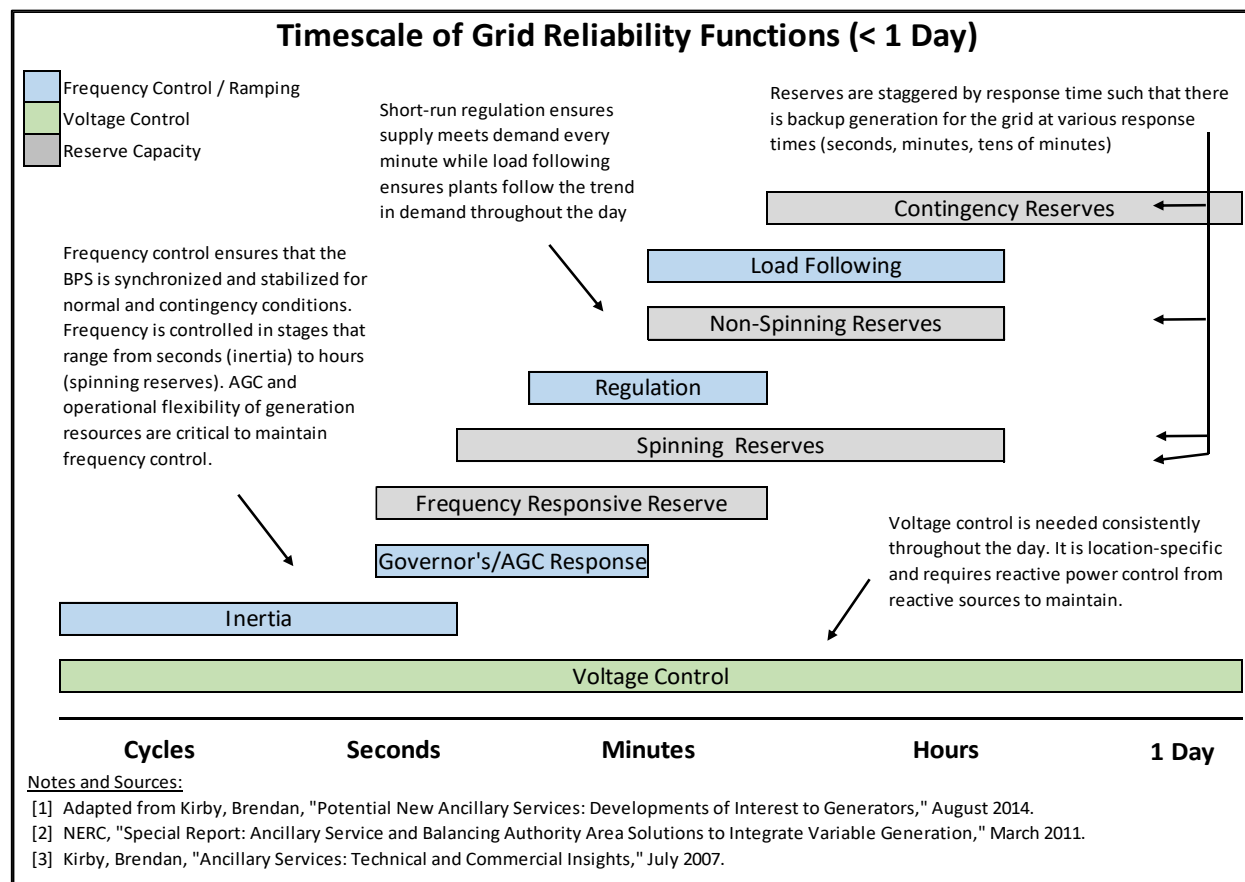 Timescale of Grid Reliability Functions (< 1 Day)
Frequency Control / Ramping
Voltage Control
Reserve Capacity
Short-run regulation ensures
supply meets demand every
minute while load following
ensures plants follow the trend
in demand throughout the day
Reserves are staggered by response time such that there
is backup generation for the grid at various response
times (seconds, minutes, tens of minutes)
Contingency Reserves
Frequency control ensures that the
BPS is synchronized and stabilized for
normal and contingency conditions.
Frequency is controlled in stages that
range from seconds (inertia) to hours
(spinning reserves). AGC and
operational flexibility of generation
resources are critical to maintain
frequency control.
Load Following
Non-Spinning Reserves
Regulation
Spinning Reserves
Frequency Responsive Reserve
Governor's/AGC Response
Voltage control is needed consistently
throughout the day. It is location-specific
and requires reactive power control from
reactive sources to maintain.
Inertia
Voltage Control
Cycles Seconds Minutes Hours 1 Day
Notes and Sources:
[1] Adapted from Kirby, Brendan, "Potential New Ancillary Services: Developments of Interest to Generators," August 2014.
[2] NERC, "Special Report: Ancillary Service and Balancing Authority Area Solutions to Integrate Variable Generation," March 2011.
[3] Kirby, Brendan, "Ancillary Services: Technical and Commercial Insights," July 2007.